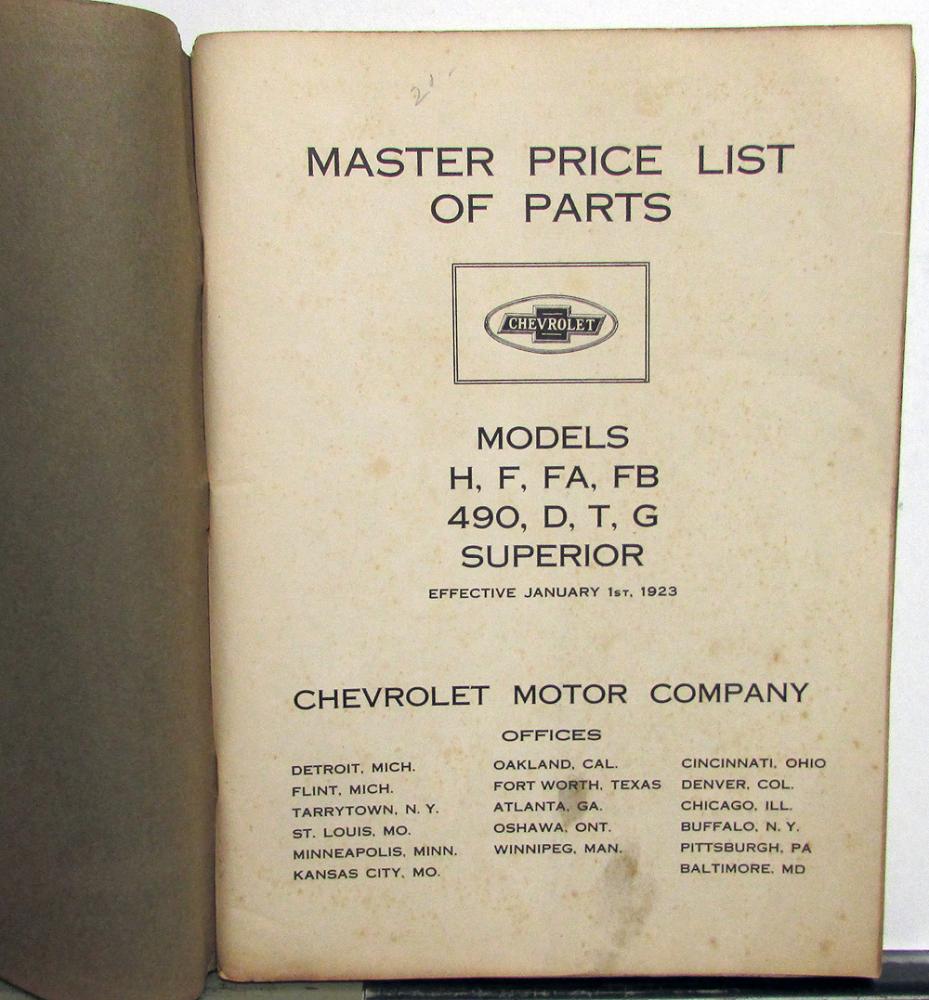 MASTER PRICE LIST
OF PARTS
CHEVROLET
MODELS
H, F, FA, FB
490, D, T, G
SUPERIOR
EFFECTIVE JANUARY 1ST, 1923
CHEVROLET MOTOR COMPANY
OFFICES
DETROIT, MICH.
FLINT, MICH.
TARRYTOWN, N. Y.
ST. LOUIS, MO.
MINNEAPOLIS, MINN.
KANSAS CITY, MO.
OAKLAND, CAL.
FORT WORTH, TEXAS
ATLANTA, GA.
OSHAWA, ONT.
WINNIPEG, MAN.
CINCINNATI, OHIO
DENVER, COL.
CHICAGO, ILL.
BUFFALO, N. Y.
PITTSBURGH, PA
BALTIMORE, MD